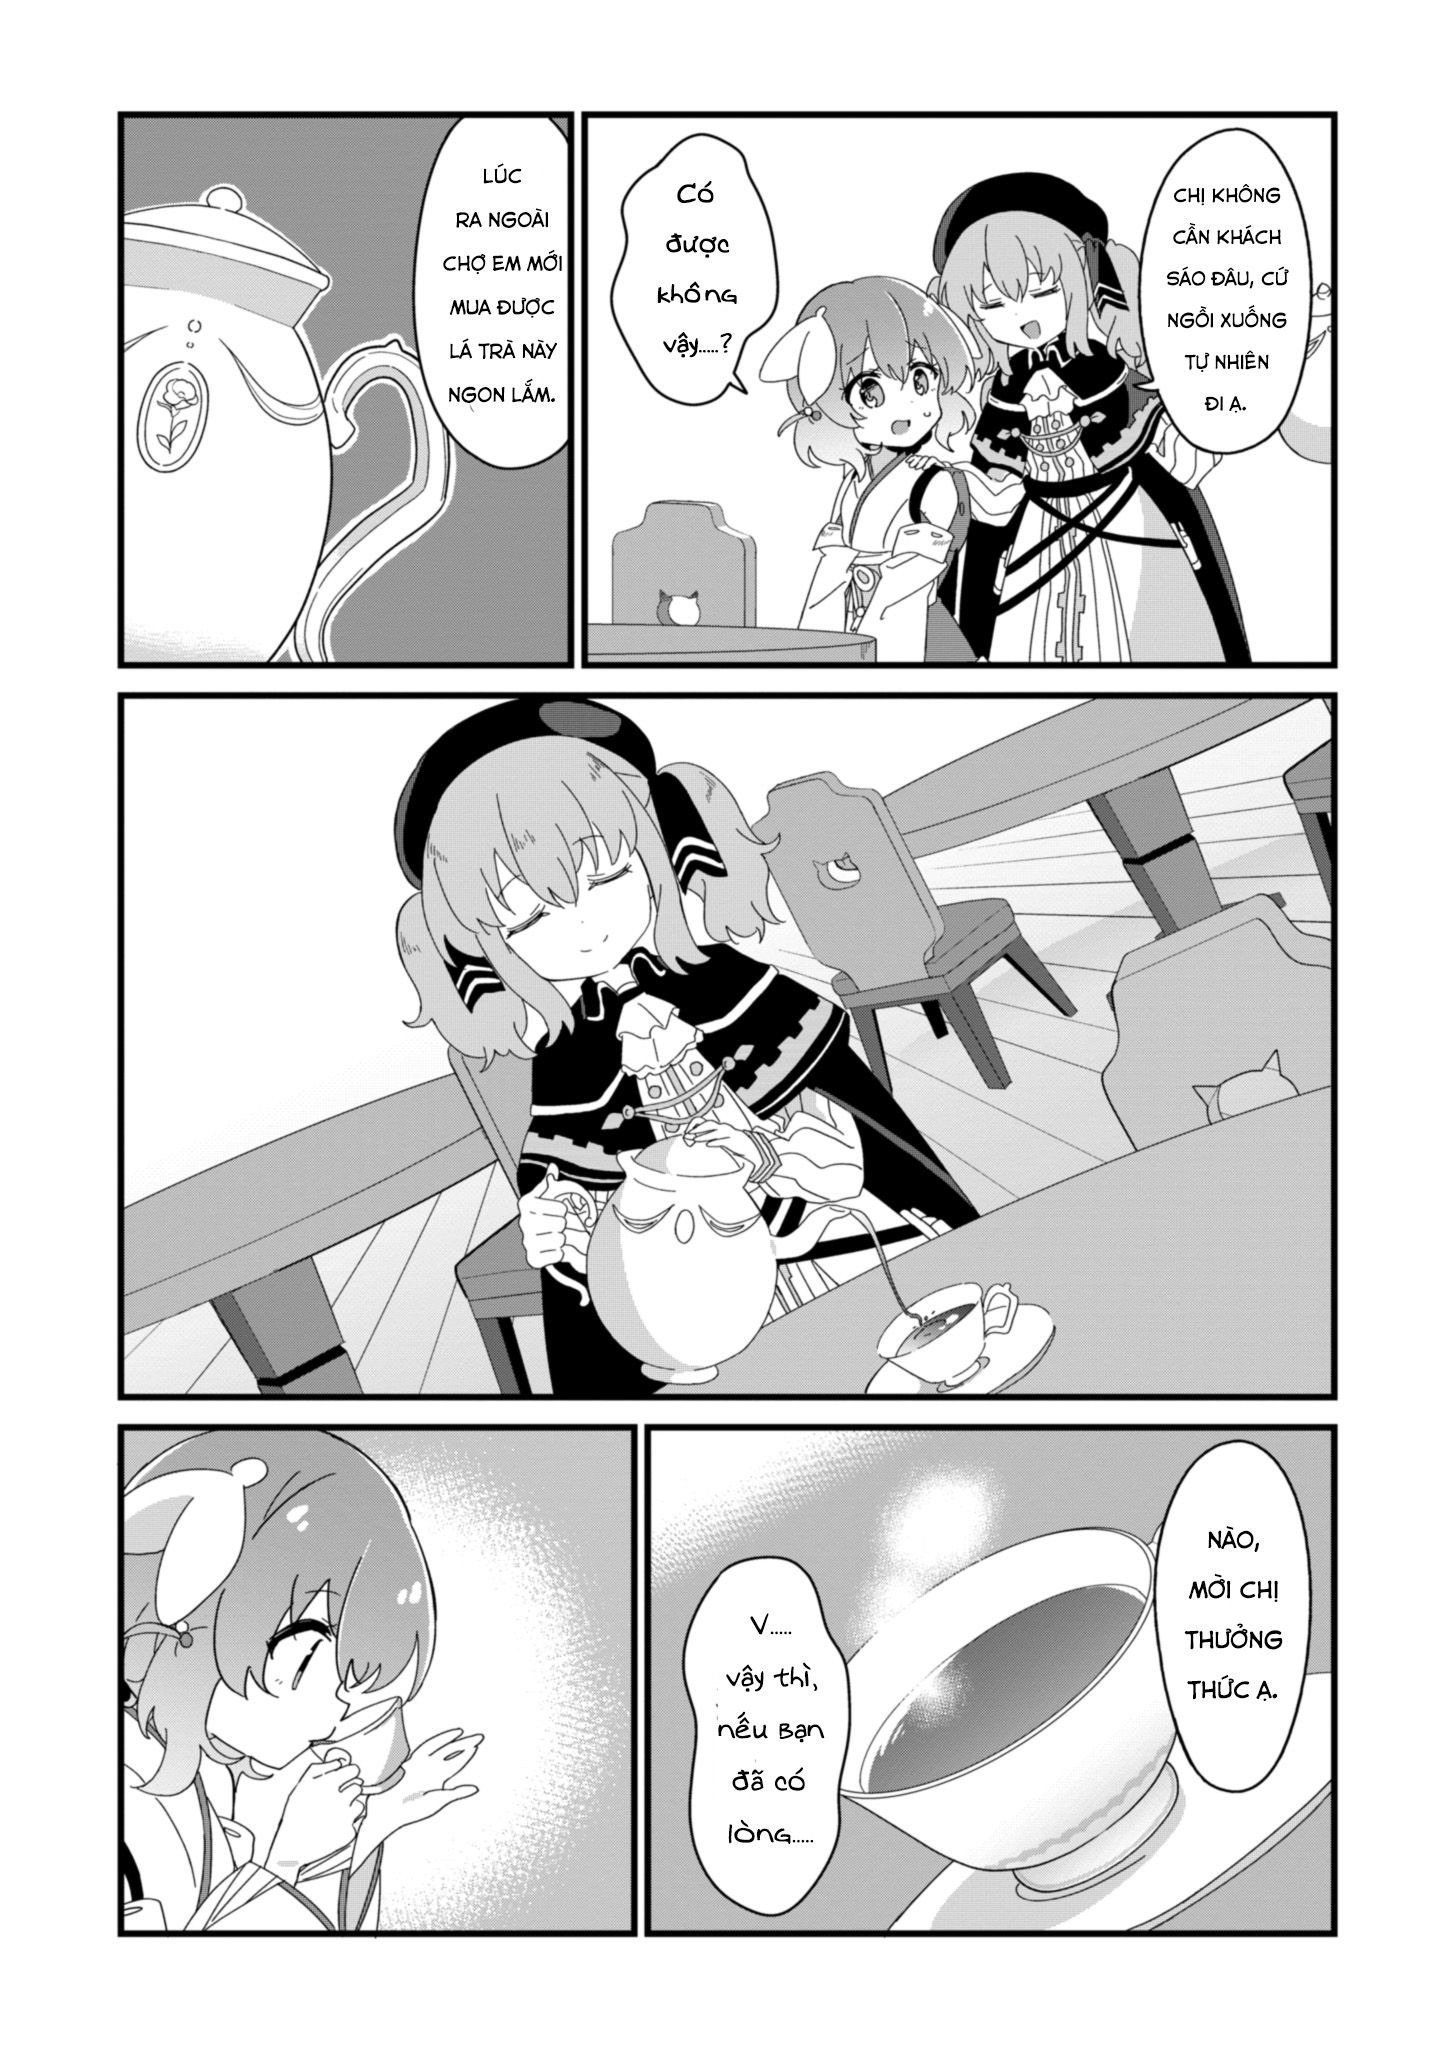 CHỊ KHÔNG
CẦN KHÁCH
SÁO ĐÂU, CỨ
NGỒI XUỐNG
TỰ NHIÊN
ĐI Ạ.
Có
được
không
vậy.....?
LÚC
RA NGOÀI
CHỢ EM MỚI
MUA ĐƯỢC
LÁ TRÀ NÀY
NGON LẮM.
NÀO,
MỜI CHỊ
THƯỞNG
THỨC Ạ.
V.....
vậy thì,
nếu bạn
đã có
lòng.....